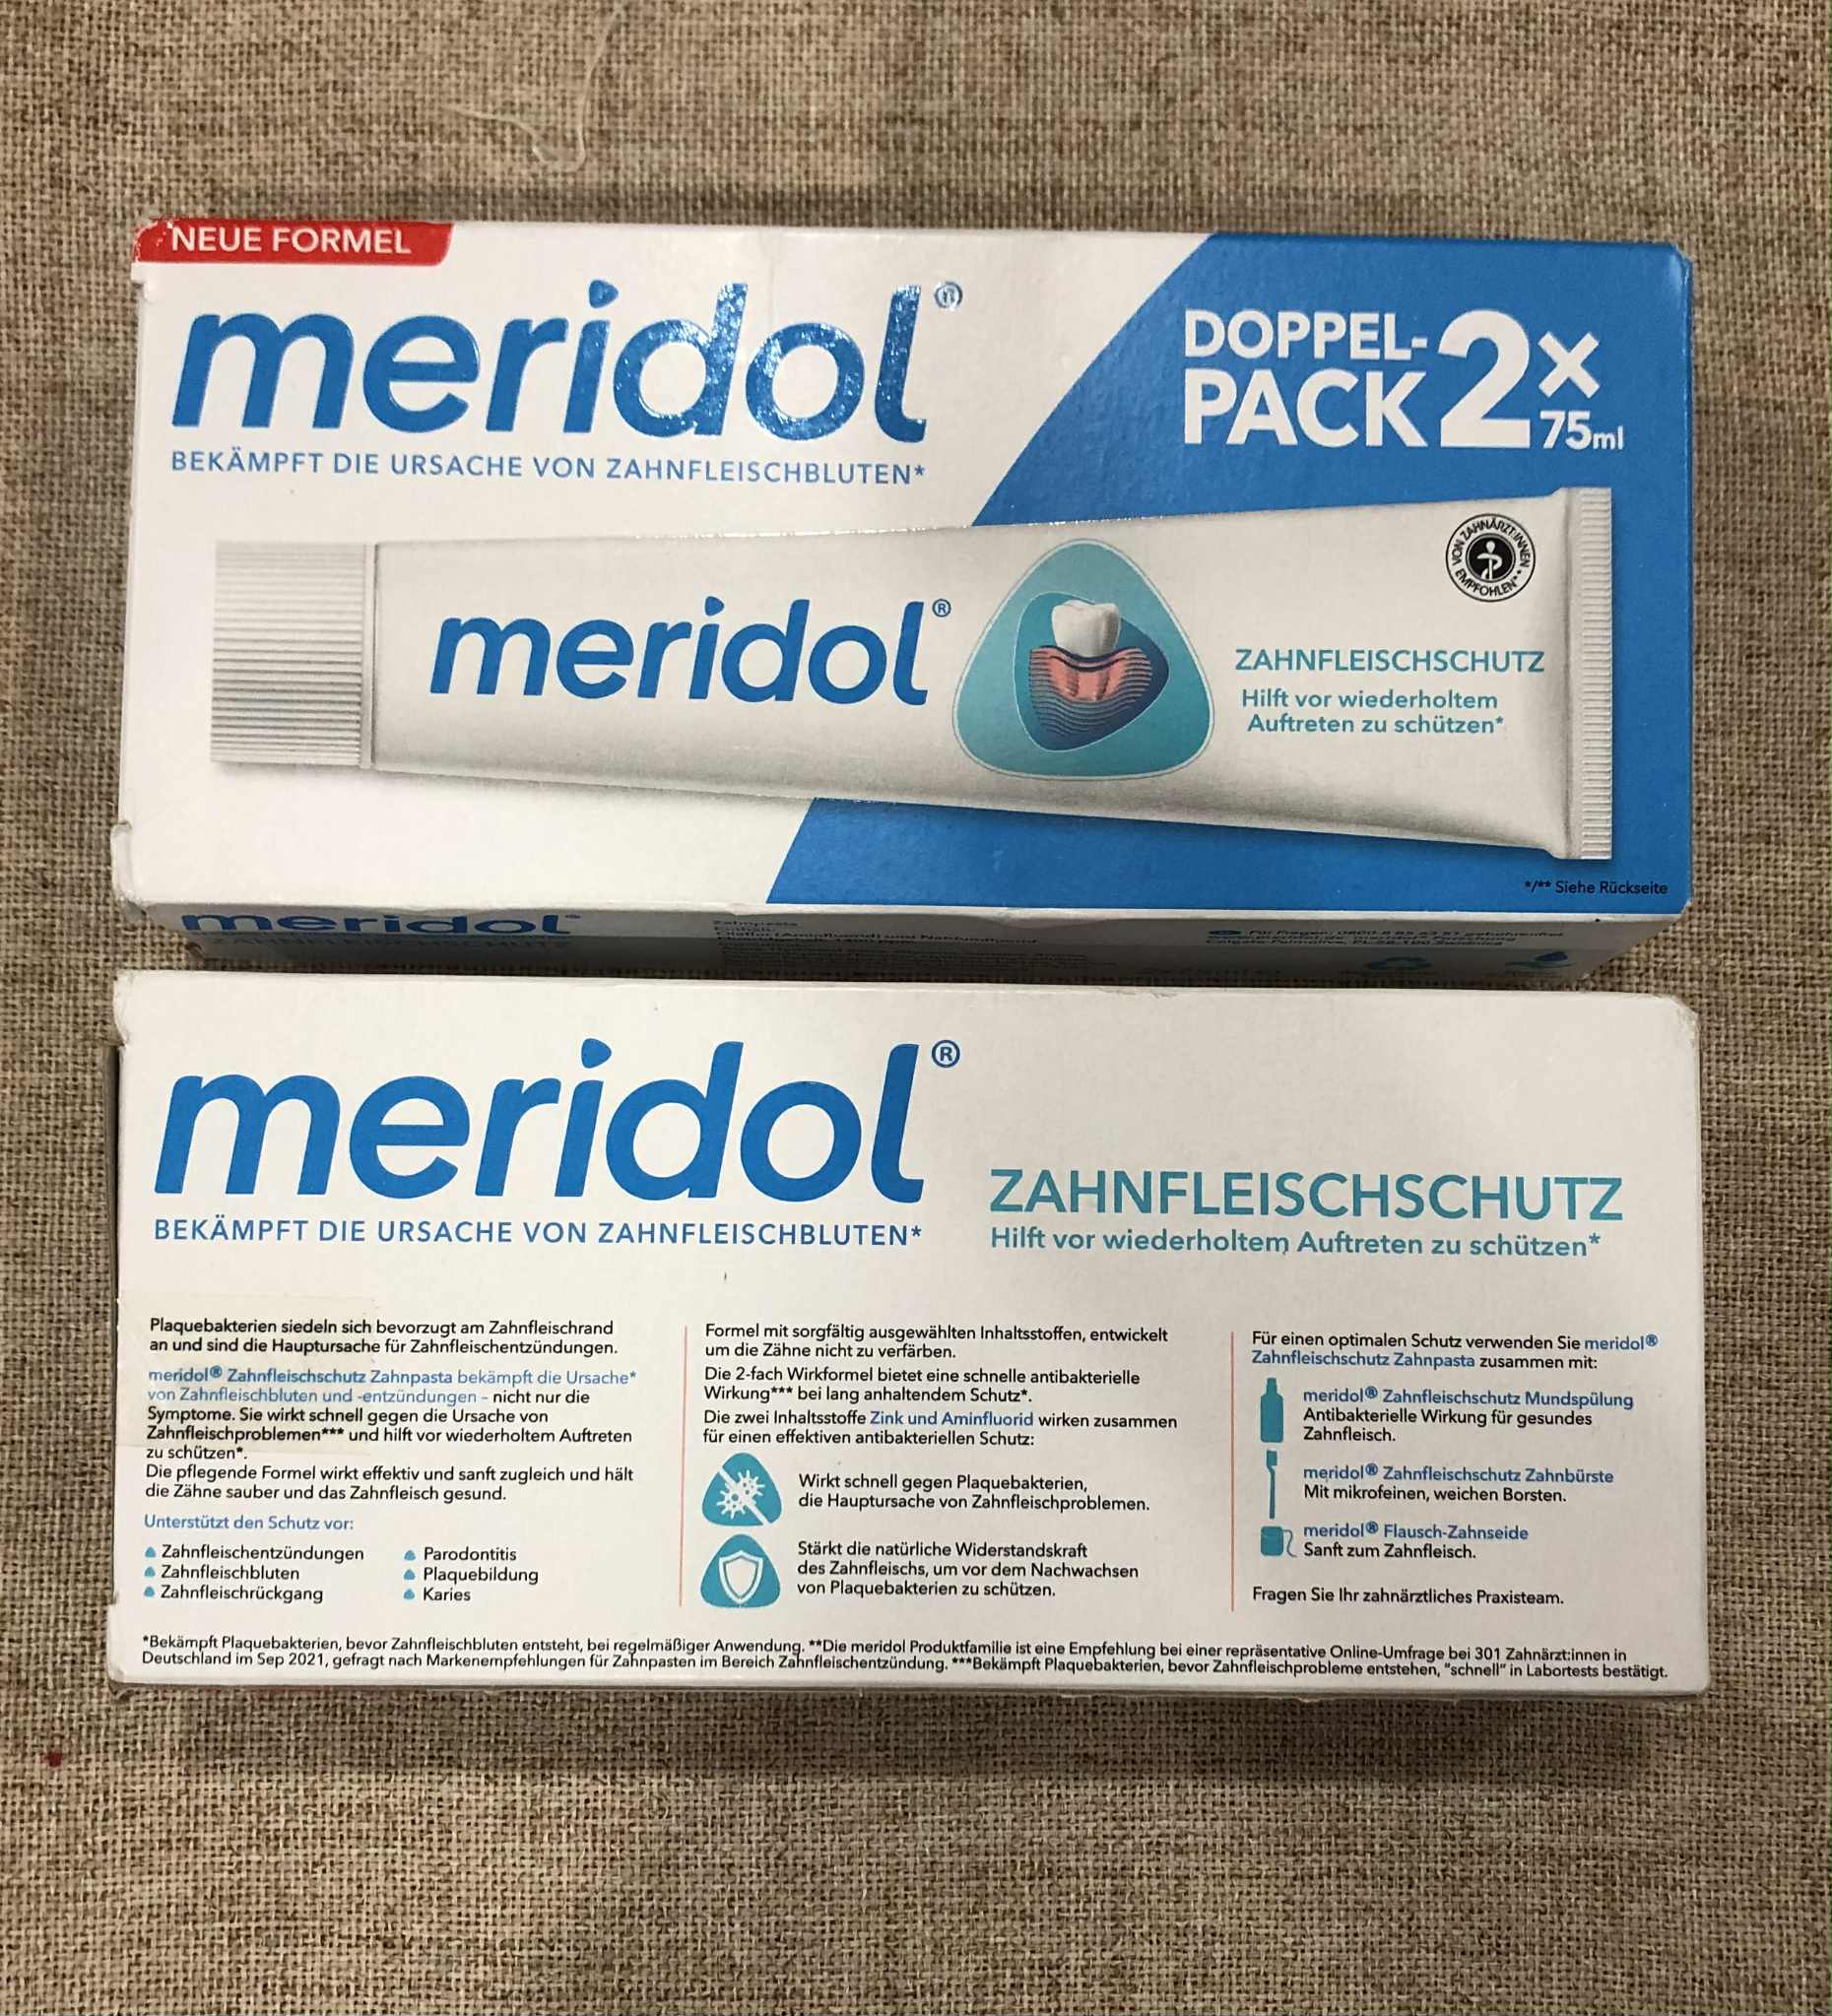 NEUE FORMEL
meridol®
BEKÄMPFT DIE URSACHE VON ZAHNFLEISCHBLUTEN*
DOPPEL-
PACK 2x
75ml
meridol®
VON ZAHNÄRZT:INNEN
EMPFOHLEN**
ZAHNFLEISCHSCHUTZ
Hilft vor wiederholtem
Auftreten zu schützen*
*/** Siehe Rückseite
meridol®
ZAHNFLEISCHSCHUTZ
meridol®
BEKÄMPFT DIE URSACHE VON ZAHNFLEISCHBLUTEN*
ZAHNFLEISCHSCHUTZ
Hilft vor wiederholtem Auftreten zu schützen*
Plaquebakterien siedeln sich bevorzugt am Zahnfleischrand
an und sind die Hauptursache für Zahnfleischentzündungen.
meridol® Zahnfleischschutz Zahnpasta bekämpft die Ursache*
von Zahnfleischbluten und -entzündungen – nicht nur die
Symptome. Sie wirkt schnell gegen die Ursache von
Zahnfleischproblemen*** und hilft vor wiederholtem Auftreten
zu schützen*.
Die pflegende Formel wirkt effektiv und sanft zugleich und hält
die Zähne sauber und das Zahnfleisch gesund.
Unterstützt den Schutz vor:
Zahnfleischentzündungen
Zahnfleischbluten
Zahnfleischrückgang
Parodontitis
Plaquebildung
Karies
Formel mit sorgfältig ausgewählten Inhaltsstoffen, entwickelt
um die Zähne nicht zu verfärben.
Die 2-fach Wirkformel bietet eine schnelle antibakterielle
Wirkung*** bei lang anhaltendem Schutz*.
Die zwei Inhaltsstoffe Zink und Aminfluorid wirken zusammen
für einen effektiven antibakteriellen Schutz:
Wirkt schnell gegen Plaquebakterien,
die Hauptursache von Zahnfleischproblemen.
Stärkt die natürliche Widerstandskraft
des Zahnfleischs, um vor dem Nachwachsen
von Plaquebakterien zu schützen.
Für einen optimalen Schutz verwenden Sie meridol®
Zahnfleischschutz Zahnpasta zusammen mit:
meridol® Zahnfleischschutz Mundspülung
Antibakterielle Wirkung für gesundes
Zahnfleisch.
meridol® Zahnfleischschutz Zahnbürste
Mit mikrofeinen, weichen Borsten.
meridol® Flausch-Zahnseide
Sanft zum Zahnfleisch.
Fragen Sie Ihr zahnärztliches Praxisteam.
*Bekämpft Plaquebakterien, bevor Zahnfleischbluten entsteht, bei regelmäßiger Anwendung. **Die meridol Produktfamilie ist eine Empfehlung bei einer repräsentative Online-Umfrage bei 301 Zahnärzt:innen in
Deutschland im Sep 2021, gefragt nach Markenempfehlungen für Zahnpasten im Bereich Zahnfleischentzündung. ***Bekämpft Plaquebakterien, bevor Zahnfleischprobleme entstehen, "schnell" in Labortests bestätigt.